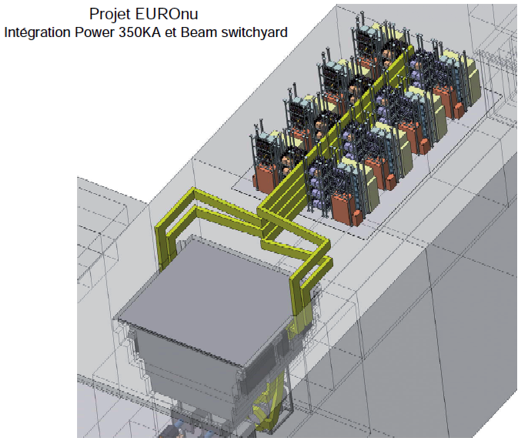 Projet EUROnu
Intégration Power 350KA et Beam switchyard